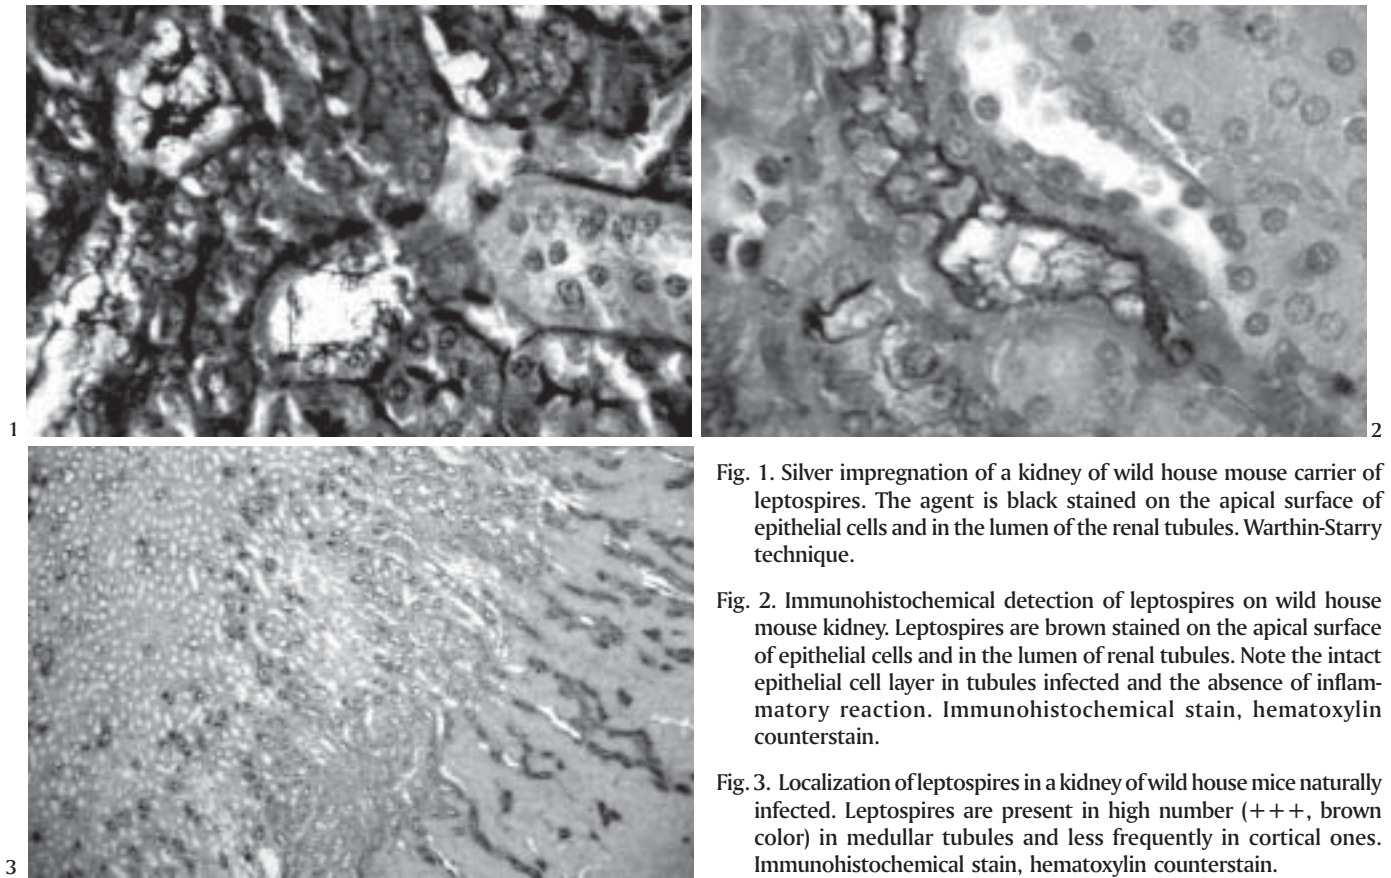 1
2
3
Fig. 1. Silver impregnation of a kidney of wild house mouse carrier of
leptospires. The agent is black stained on the apical surface of
epithelial cells and in the lumen of the renal tubules. Warthin-Starry
technique.
Fig. 2. Immunohistochemical detection of leptospires on wild house
mouse kidney. Leptospires are brown stained on the apical surface
of epithelial cells and in the lumen of renal tubules. Note the intact
epithelial cell layer in tubules infected and the absence of inflam-
matory reaction. Immunohistochemical stain, hematoxylin
counterstain.
Fig. 3. Localization of leptospires in a kidney of wild house mice naturally
infected. Leptospires are present in high number (+++, brown
color) in medullar tubules and less frequently in cortical ones.
Immunohistochemical stain, hematoxylin counterstain.